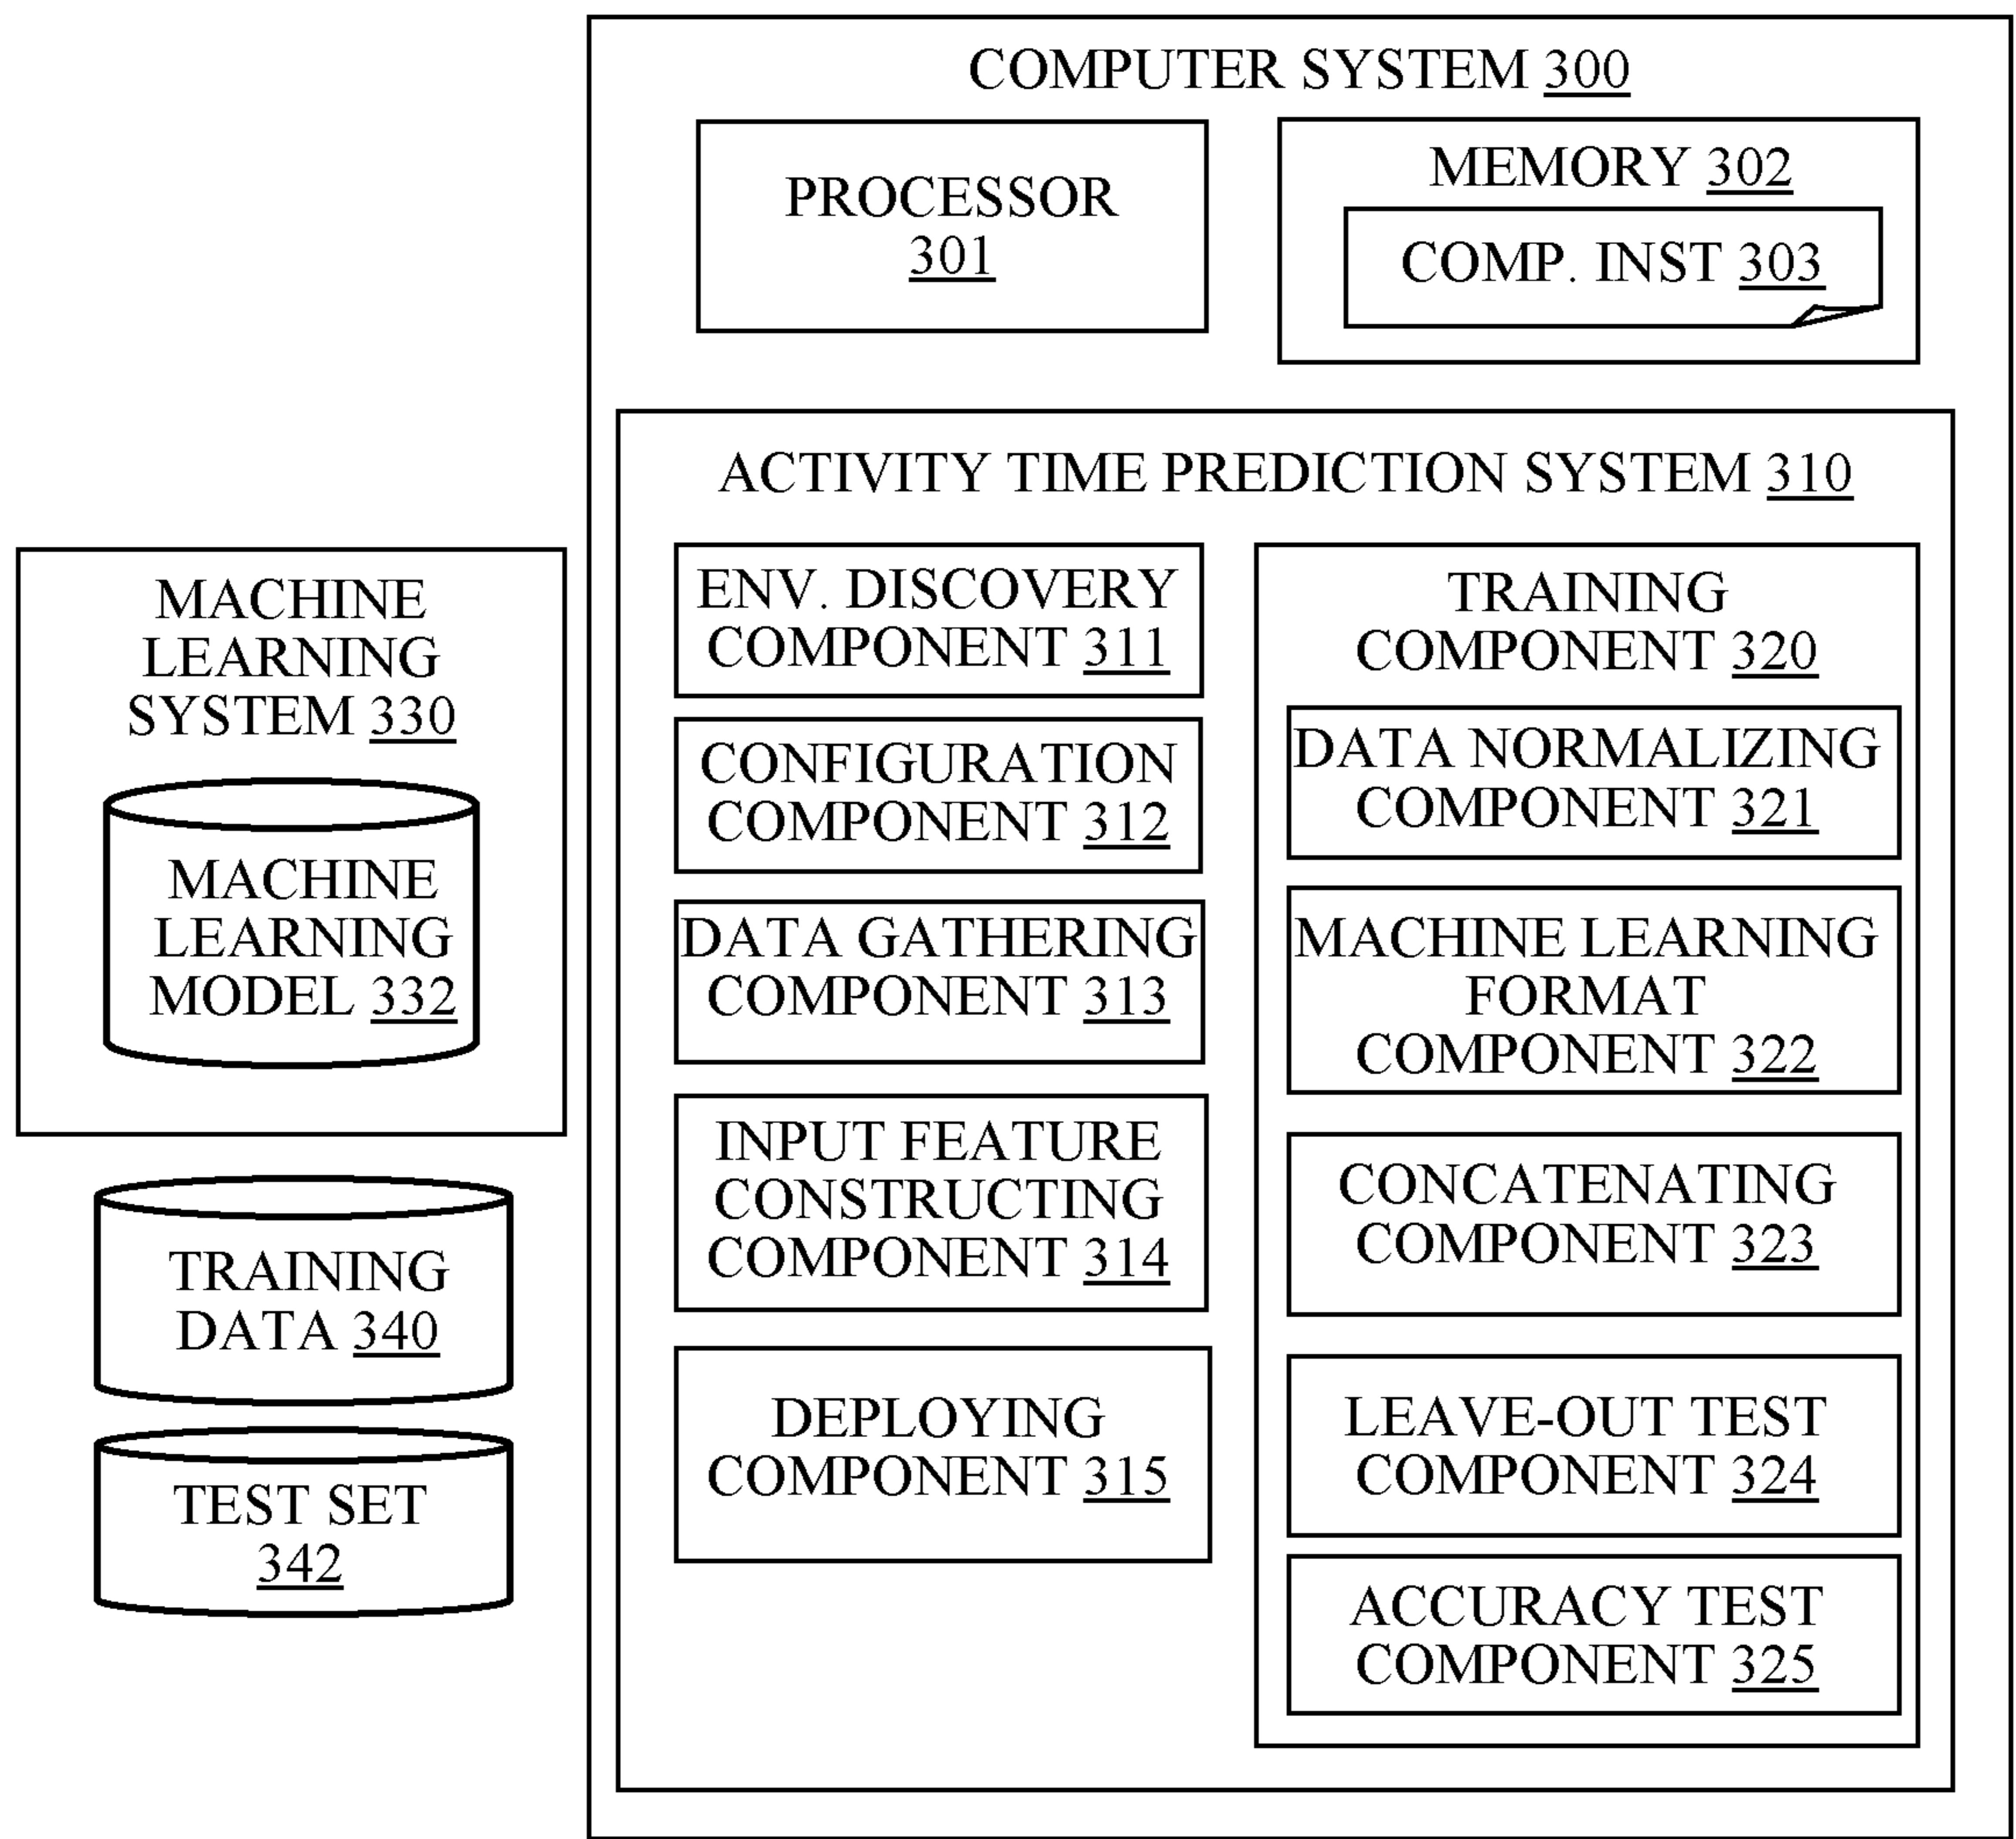 COMPUTER SYSTEM 300
PROCESSOR
301
MEMORY 302
COMP. INST 303
ACTIVITY TIME PREDICTION SYSTEM 310
ENV. DISCOVERY
COMPONENT 311
CONFIGURATION
COMPONENT 312
DATA GATHERING
COMPONENT 313
INPUT FEATURE
CONSTRUCTING
COMPONENT 314
DEPLOYING
COMPONENT 315
TRAINING
COMPONENT 320
DATA NORMALIZING
COMPONENT 321
MACHINE LEARNING
FORMAT
COMPONENT 322
CONCATENATING
COMPONENT 323
LEAVE-OUT TEST
COMPONENT 324
ACCURACY TEST
COMPONENT 325
MACHINE
LEARNING
SYSTEM 330
MACHINE
LEARNING
MODEL 332
TRAINING
DATA 340
TEST SET
342